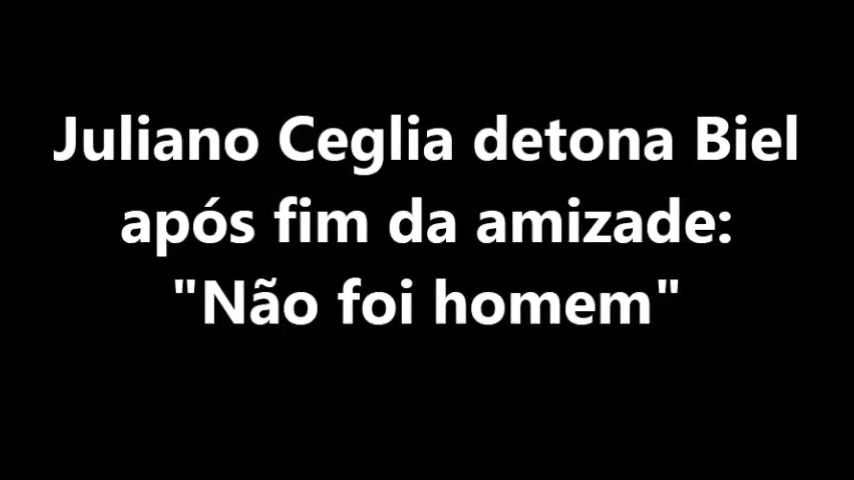 Juliano Ceglia detona Biel
após fim da amizade:
"Não foi homem"